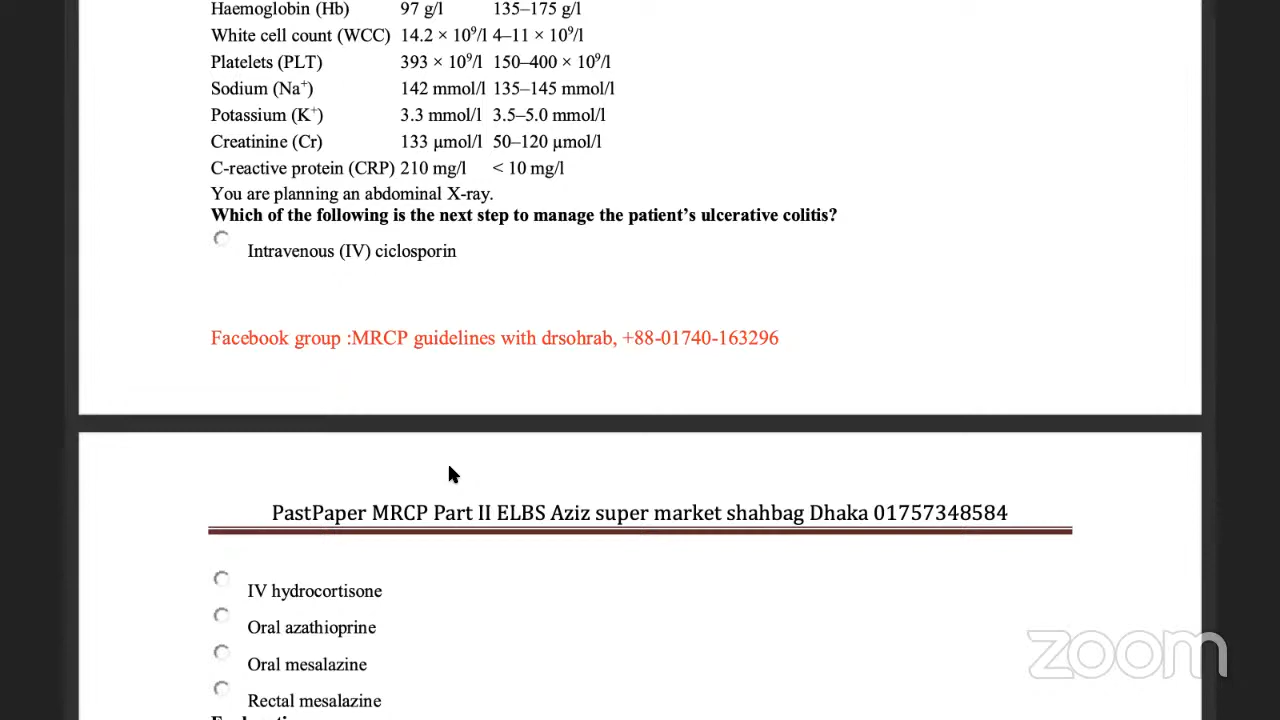 Haemoglobin (Hb) 97 g/l 135–175 g/l
White cell count (WCC) 14.2 × 10⁹/l 4–11 × 10⁹/l
Platelets (PLT) 393 × 10⁹/l 150–400 × 10⁹/l
Sodium (Na⁺) 142 mmol/l 135–145 mmol/l
Potassium (K⁺) 3.3 mmol/l 3.5–5.0 mmol/l
Creatinine (Cr) 133 µmol/l 50–120 µmol/l
C-reactive protein (CRP) 210 mg/l < 10 mg/l
You are planning an abdominal X-ray.
Which of the following is the next step to manage the patient’s ulcerative colitis?
Intravenous (IV) ciclosporin
Facebook group :MRCP guidelines with drsohrab, +88-01740-163296
PastPaper MRCP Part II ELBS Aziz super market shahbag Dhaka 01757348584
IV hydrocortisone
Oral azathioprine
Oral mesalazine
Rectal mesalazine
zoom